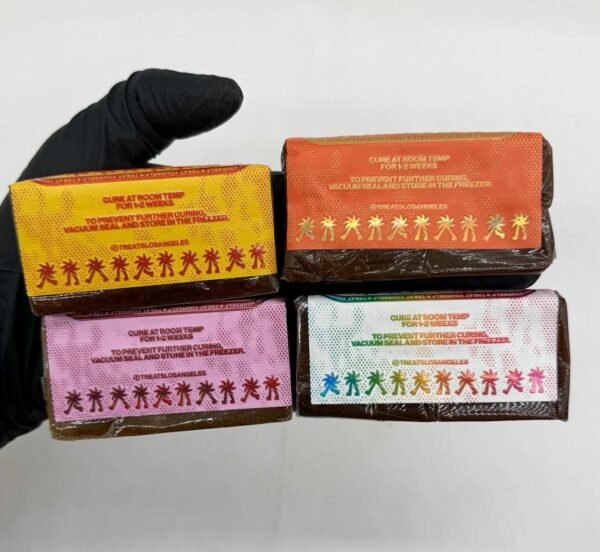 CURE AT ROOM TEMP
FOR 1-2 WEEKS
TO PREVENT FURTHER CURING,
VACUUM SEAL AND STORE IN THE FREEZER.
@TREATSLOSANGELES
CURE AT ROOM TEMP
FOR 1-2 WEEKS
TO PREVENT FURTHER CURING,
VACUUM SEAL AND STORE IN THE FREEZER.
@TREATSLOSANGELES
TREAT YOURSELF
CURE AT ROOM TEMP
FOR 1-2 WEEKS
TO PREVENT FURTHER CURING,
VACUUM SEAL AND STORE IN THE FREEZER.
@TREATSLOSANGELES
CURE AT ROOM TEMP
FOR 1-2 WEEKS
TO PREVENT FURTHER CURING,
VACUUM SEAL AND STORE IN THE FREEZER.
@TREATSLOSANGELES